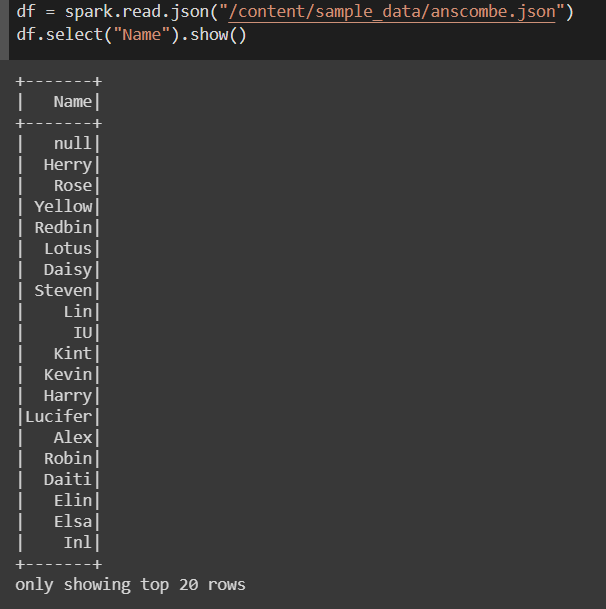 df = spark.read.json("/content/sample_data/anscombe.json")
df.select("Name").show()
+-------+
|   Name|
+-------+
|   null|
|  Herry|
|   Rose|
| Yellow|
| Redbin|
|  Lotus|
|  Daisy|
| Steven|
|    Lin|
|     IU|
|   Kint|
|  Kevin|
|  Harry|
|Lucifer|
|   Alex|
|  Robin|
|  Daiti|
|   Elin|
|   Elsa|
|    Inl|
+-------+
only showing top 20 rows